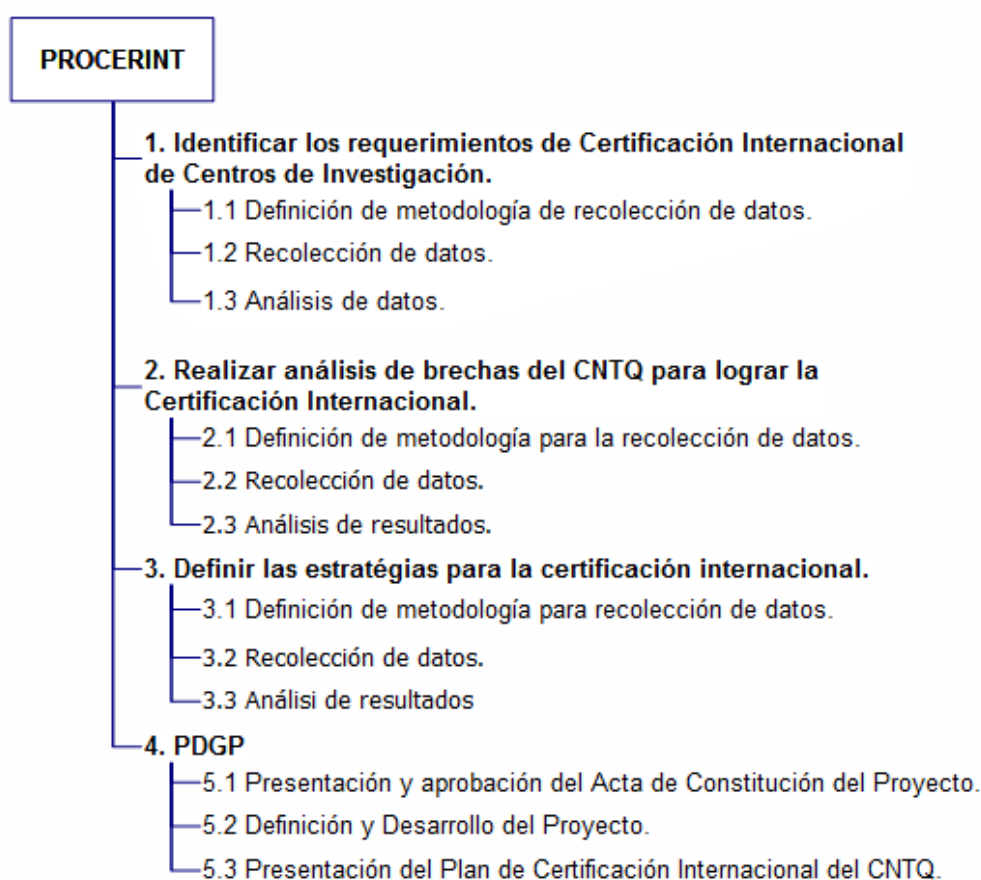 PROCERINT
1. Identificar los requerimientos de Certificación Internacional
de Centros de Investigación.
1.1 Definición de metodología de recolección de datos.
1.2 Recolección de datos.
1.3 Análisis de datos.
2. Realizar análisis de brechas del CNTQ para lograr la
Certificación Internacional.
2.1 Definición de metodología para la recolección de datos.
2.2 Recolección de datos.
2.3 Análisis de resultados.
3. Definir las estratégias para la certificación internacional.
3.1 Definición de metodología para recolección de datos.
3.2 Recolección de datos.
3.3 Análisi de resultados
4. PDGP
5.1 Presentación y aprobación del Acta de Constitución del Proyecto.
5.2 Definición y Desarrollo del Proyecto.
5.3 Presentación del Plan de Certificación Internacional del CNTQ.